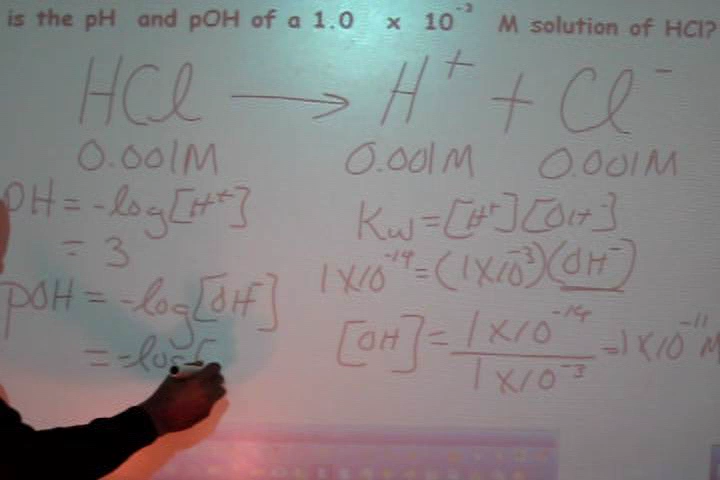 is the pH and pOH of a 1.0 x 10⁻³ M solution of HCl?
HCl ⟶ H⁺ + Cl⁻
0.001M 0.001M 0.001M
pH = -log[H⁺]
= 3
pOH = -log[OH⁻]
= -log[
Kw = [H⁺][OH⁻]
1X10⁻¹⁴ = (1X10⁻³)(OH⁻)
[OH⁻] = 1X10⁻¹⁴ / 1X10⁻³ = 1X10⁻¹¹ M